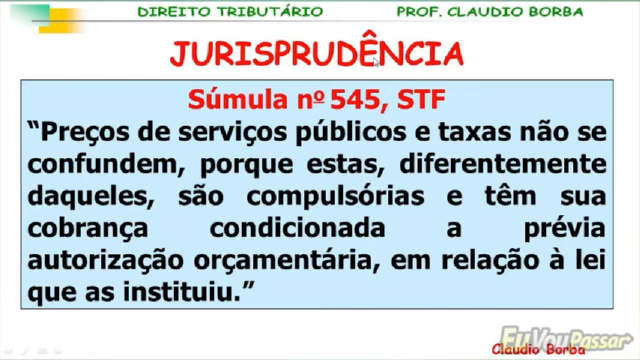 DIREITO TRIBUTÁRIO PROF. CLAUDIO BORBA
JURISPRUDÊNCIA
Súmula nº 545, STF
“Preços de serviços públicos e taxas não se
confundem, porque estas, diferentemente
daqueles, são compulsórias e têm sua
cobrança condicionada a prévia
autorização orçamentária, em relação à lei
que as instituiu.”
EuVouPassar
Claudio Borba